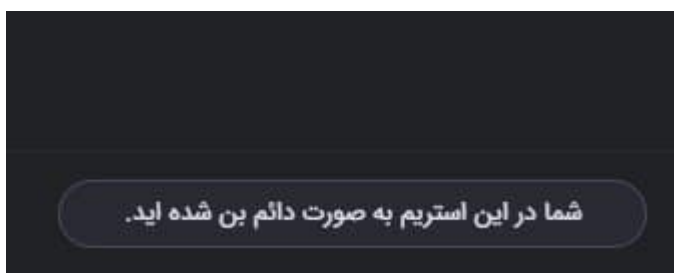 شما در این استریم به صورت دائم بن شده اید.